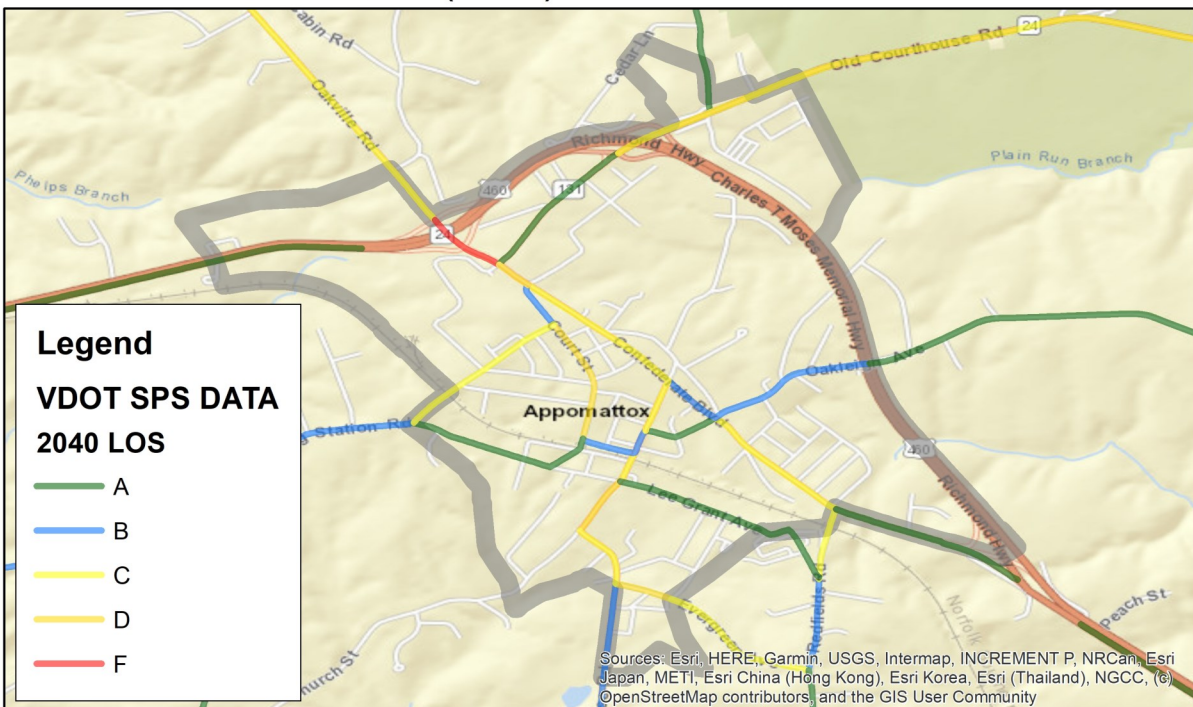 Cabin Rd
Cedar Ln
Old Courthouse Rd
24
Oakville Rd
Richmond Hwy
Phelps Branch
Plain Run Branch
460
131
Charles T Moses Memorial Hwy
24
Court St
Confederate Blvd
Oakleigh Ave
Appomattox
Station Rd
460
Lee Grant Ave
Richmond Hwy
Redfields Rd
Evergreen
Norfolk
Peach St
Church St
Legend
VDOT SPS DATA
2040 LOS
A
B
C
D
F
Sources: Esri, HERE, Garmin, USGS, Intermap, INCREMENT P, NRCan, Esri
Japan, METI, Esri China (Hong Kong), Esri Korea, Esri (Thailand), NGCC, (c)
OpenStreetMap contributors, and the GIS User Community